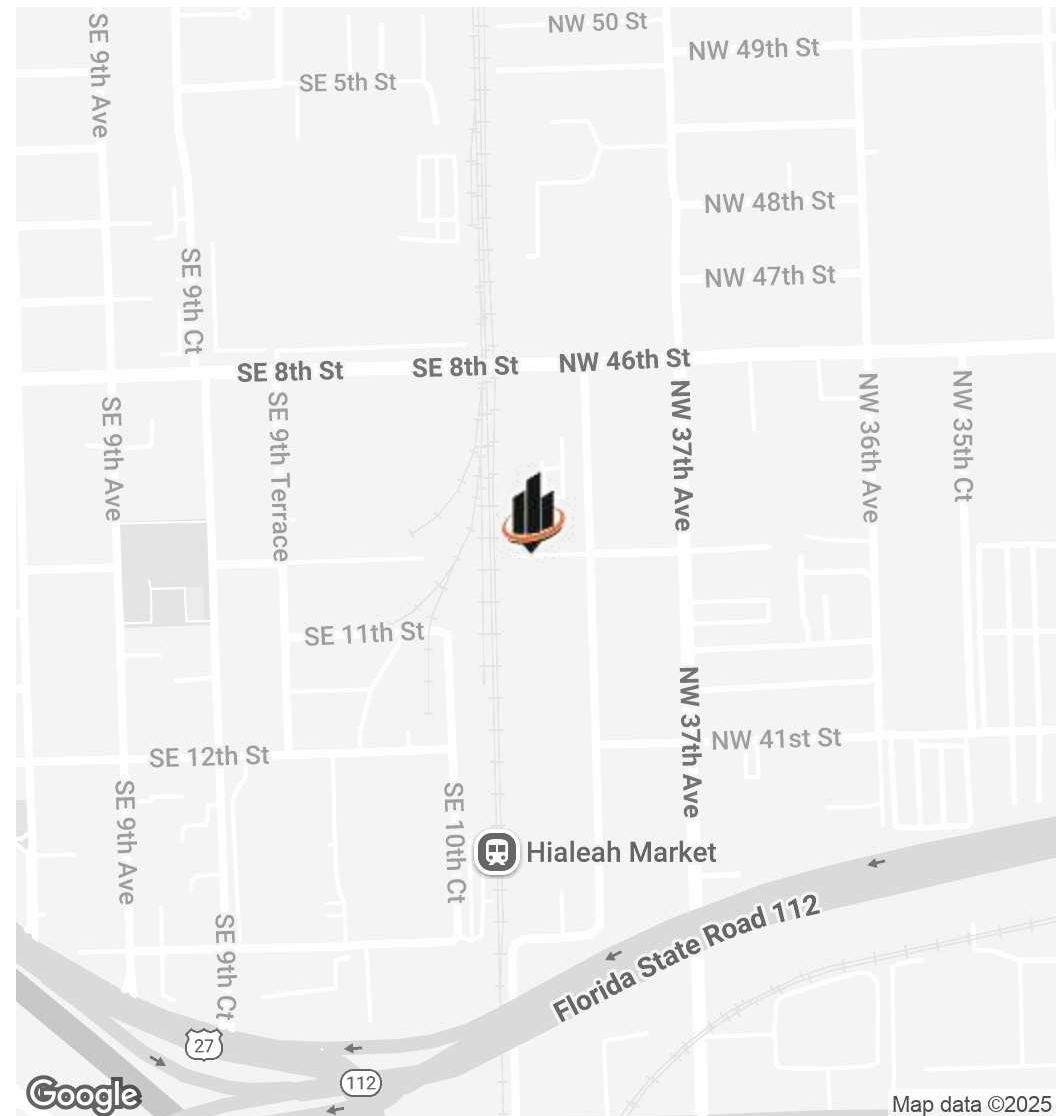 NW 50 St
SE 9th Ave
NW 49th St
SE 5th St
NW 48th St
SE 9th Ct
NW 47th St
SE 8th St
SE 8th St
NW 46th St
SE 9th Ave
SE 9th Terrace
NW 37th Ave
NW 36th Ave
NW 35th Ct
SE 11th St
NW 37th Ave
NW 41st St
SE 12th St
SE 9th Ave
SE 10th Ct
Hialeah Market
Florida State Road 112
SE 9th Ct
27
112
Google
Map data ©2025